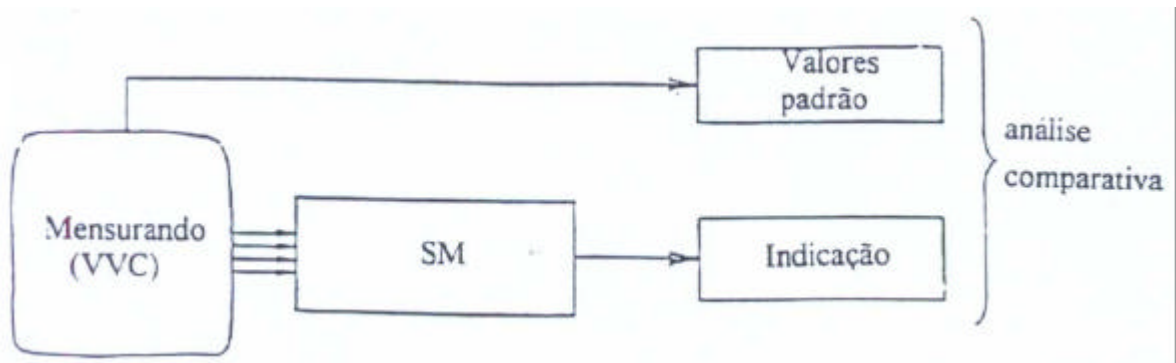 Valores
padrão
análise
comparativa
Mensurando
(VVC)
SM
Indicação